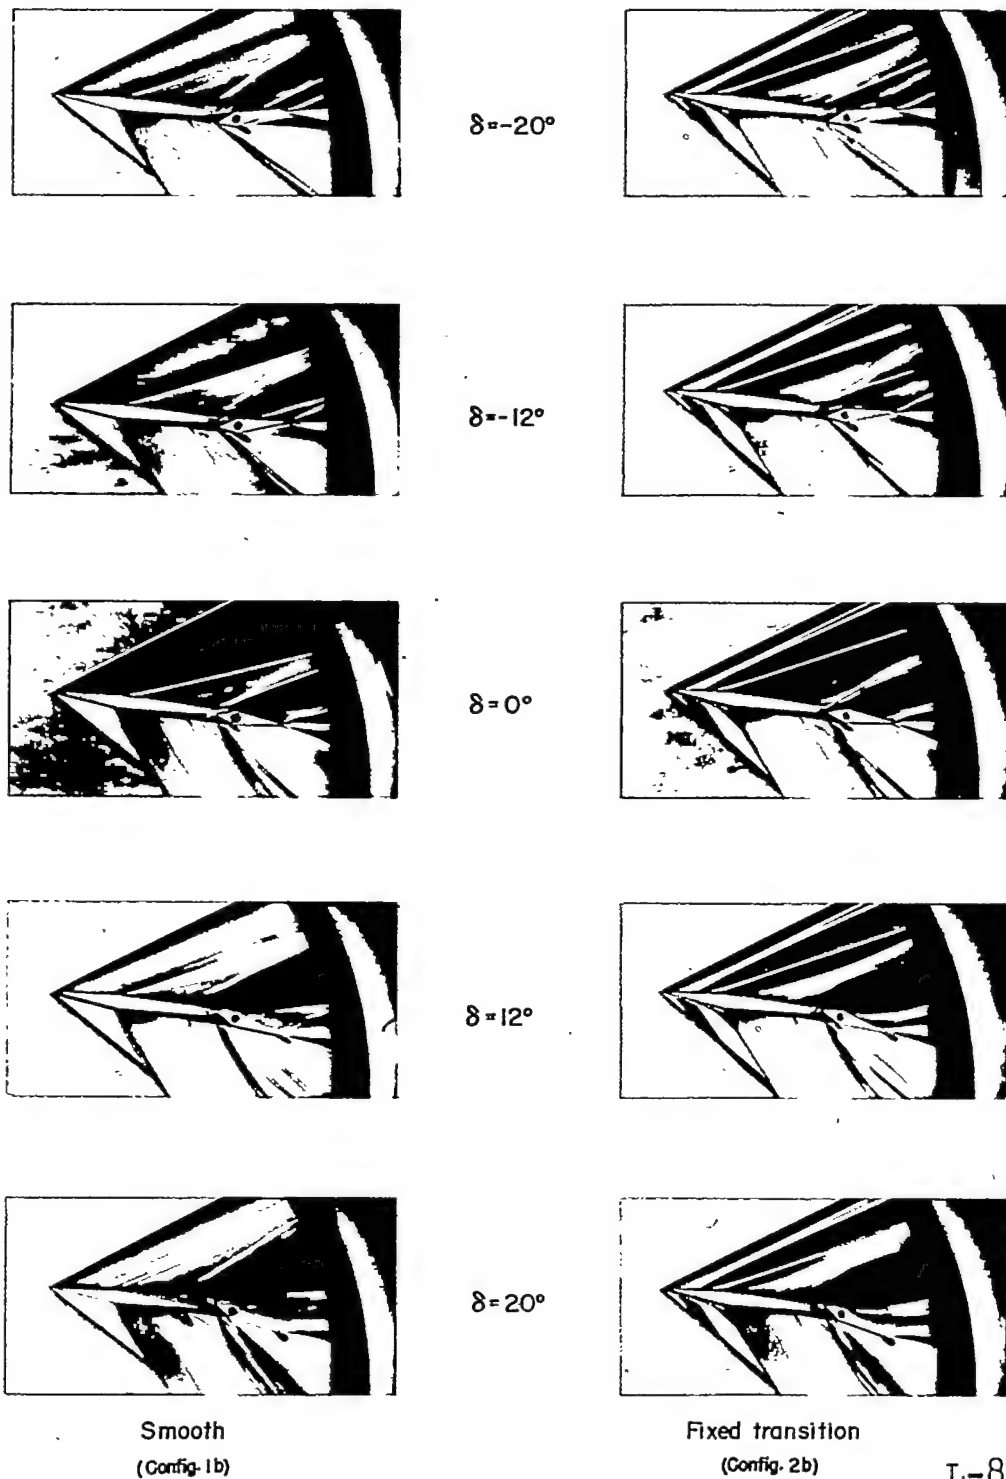 δ=-20°
δ=-12°
δ=0°
δ=12°
δ=20°
Smooth
(Config. 1b)
Fixed transition
(Config. 2b)